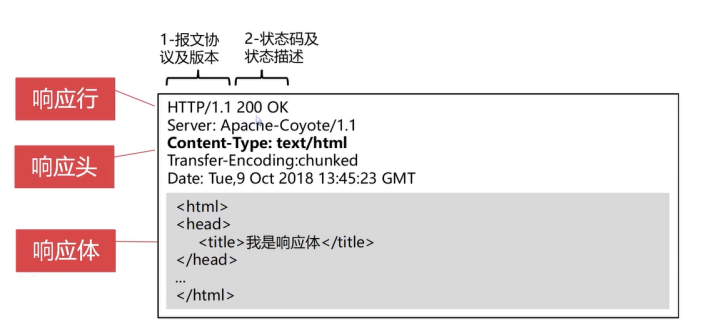 1-报文协
议及版本
2-状态码及
状态描述
响应行
HTTP/1.1 200 OK
Server: Apache-Coyote/1.1
响应头
Content-Type: text/html
Transfer-Encoding:chunked
Date: Tue,9 Oct 2018 13:45:23 GMT
响应体
<html>
<head>
<title>我是响应体</title>
</head>
...
</html>